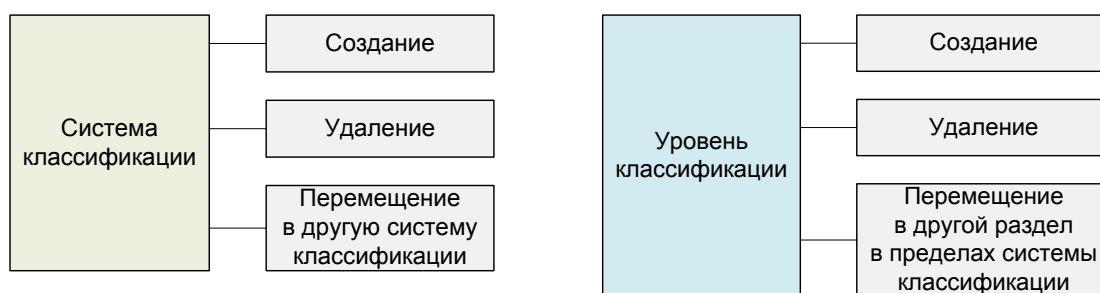 Система
классификации
Создание
Удаление
Перемещение
в другую систему
классификации
Уровень
классификации
Создание
Удаление
Перемещение
в другой раздел
в пределах системы
классификации